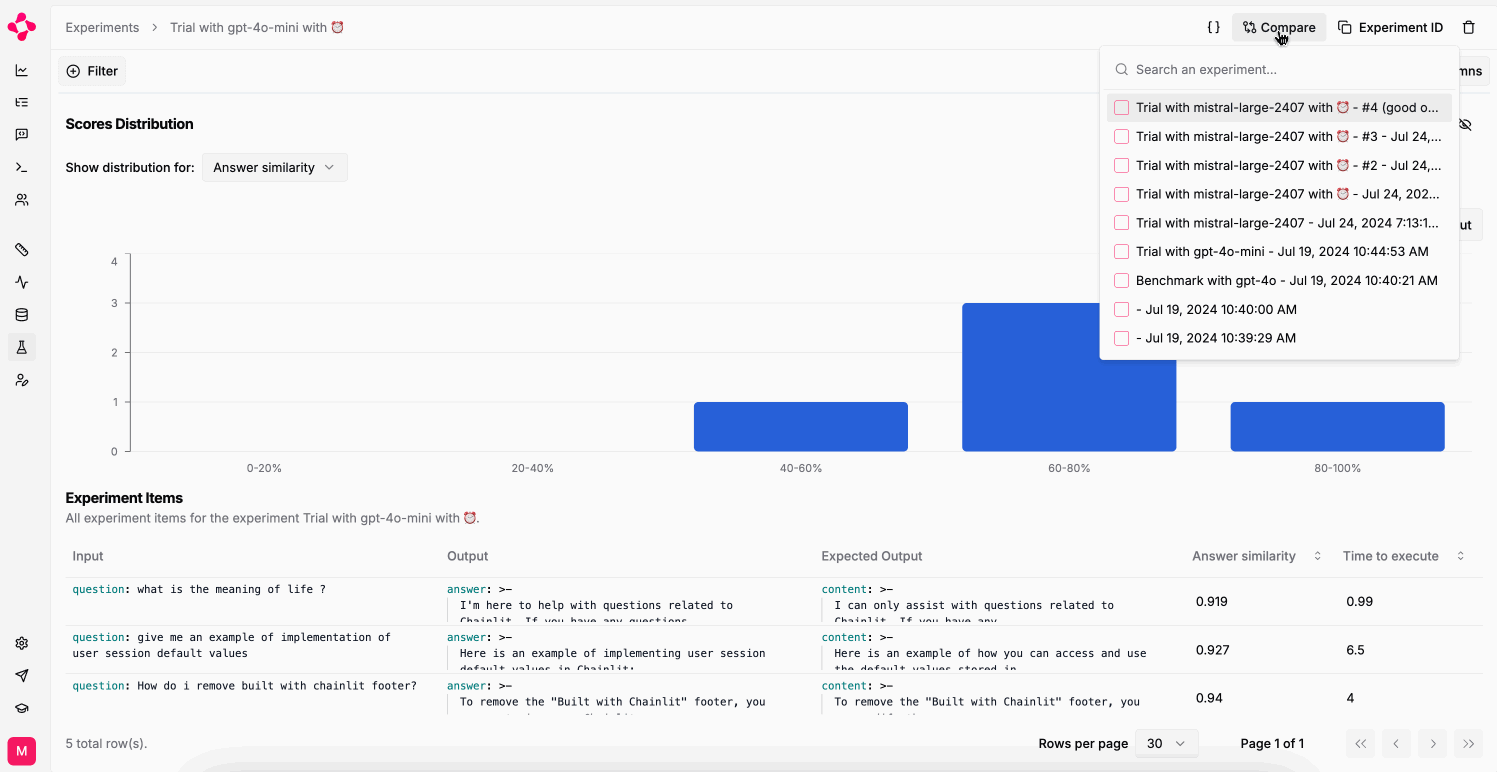 Experiments > Trial with gpt-4o-mini with ⏰
{} Compare Experiment ID
Filter
mns
Search an experiment...
Trial with mistral-large-2407 with ⏰ - #4 (good o...
Trial with mistral-large-2407 with ⏰ - #3 - Jul 24,...
Trial with mistral-large-2407 with ⏰ - #2 - Jul 24,...
Trial with mistral-large-2407 with ⏰ - Jul 24, 202...
Trial with mistral-large-2407 - Jul 24, 2024 7:13:1...
Trial with gpt-4o-mini - Jul 19, 2024 10:44:53 AM
Benchmark with gpt-4o - Jul 19, 2024 10:40:21 AM
- Jul 19, 2024 10:40:00 AM
- Jul 19, 2024 10:39:29 AM
Scores Distribution
Show distribution for: Answer similarity
ut
4
3
2
1
0
0-20% 20-40% 40-60% 60-80% 80-100%
Experiment Items
All experiment items for the experiment Trial with gpt-4o-mini with ⏰.
Input Output Expected Output Answer similarity Time to execute
question: what is the meaning of life ?
answer: >-
I'm here to help with questions related to
Chainlit. If you have any questions
content: >-
I can only assist with questions related to
Chainlit. If you have any
0.919 0.99
question: give me an example of implementation of
user session default values
answer: >-
Here is an example of implementing user session
default values in Chainlit:
content: >-
Here is an example of how you can access and use
the default values stored in
0.927 6.5
question: How do i remove built with chainlit footer?
answer: >-
To remove the "Built with Chainlit" footer, you
content: >-
To remove the "Built with Chainlit" footer, you
0.94 4
M
5 total row(s).
Rows per page 30 Page 1 of 1